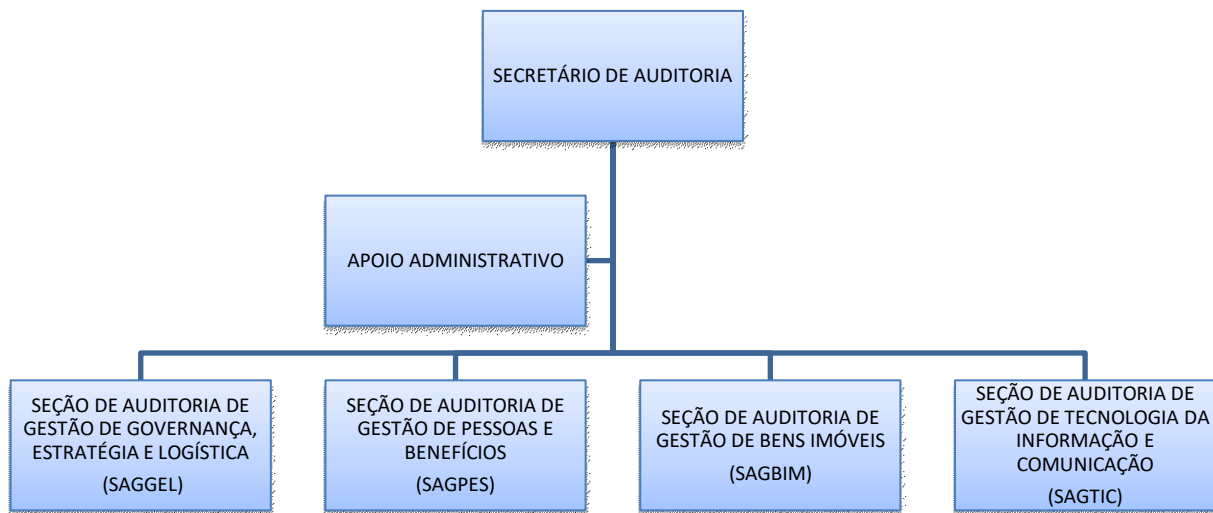 SECRETÁRIO DE AUDITORIA
APOIO ADMINISTRATIVO
SEÇÃO DE AUDITORIA DE
GESTÃO DE GOVERNANÇA,
ESTRATÉGIA E LOGÍSTICA
(SAGGEL)
SEÇÃO DE AUDITORIA DE
GESTÃO DE PESSOAS E
BENEFÍCIOS
(SAGPES)
SEÇÃO DE AUDITORIA DE
GESTÃO DE BENS IMÓVEIS
(SAGBIM)
SEÇÃO DE AUDITORIA DE
GESTÃO DE TECNOLOGIA DA
INFORMAÇÃO E
COMUNICAÇÃO
(SAGTIC)